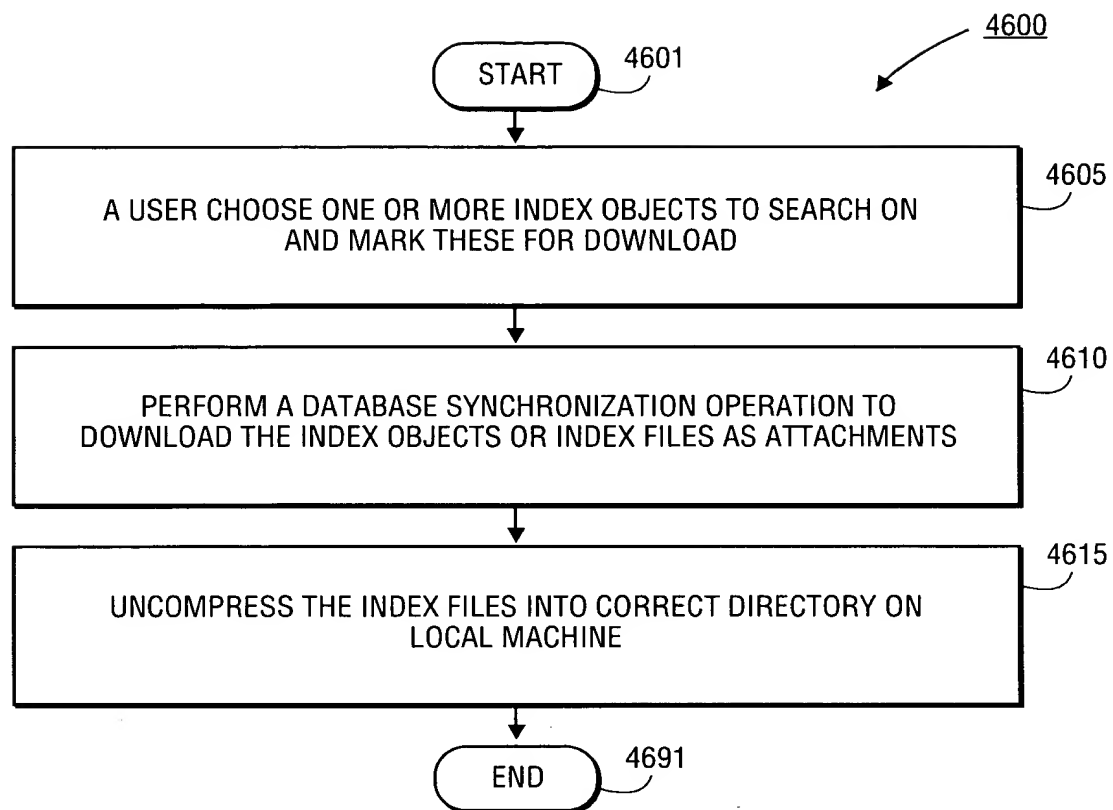 4600
START
4601
4605
A USER CHOOSE ONE OR MORE INDEX OBJECTS TO SEARCH ON
AND MARK THESE FOR DOWNLOAD
4610
PERFORM A DATABASE SYNCHRONIZATION OPERATION TO
DOWNLOAD THE INDEX OBJECTS OR INDEX FILES AS ATTACHMENTS
4615
UNCOMPRESS THE INDEX FILES INTO CORRECT DIRECTORY ON
LOCAL MACHINE
END
4691